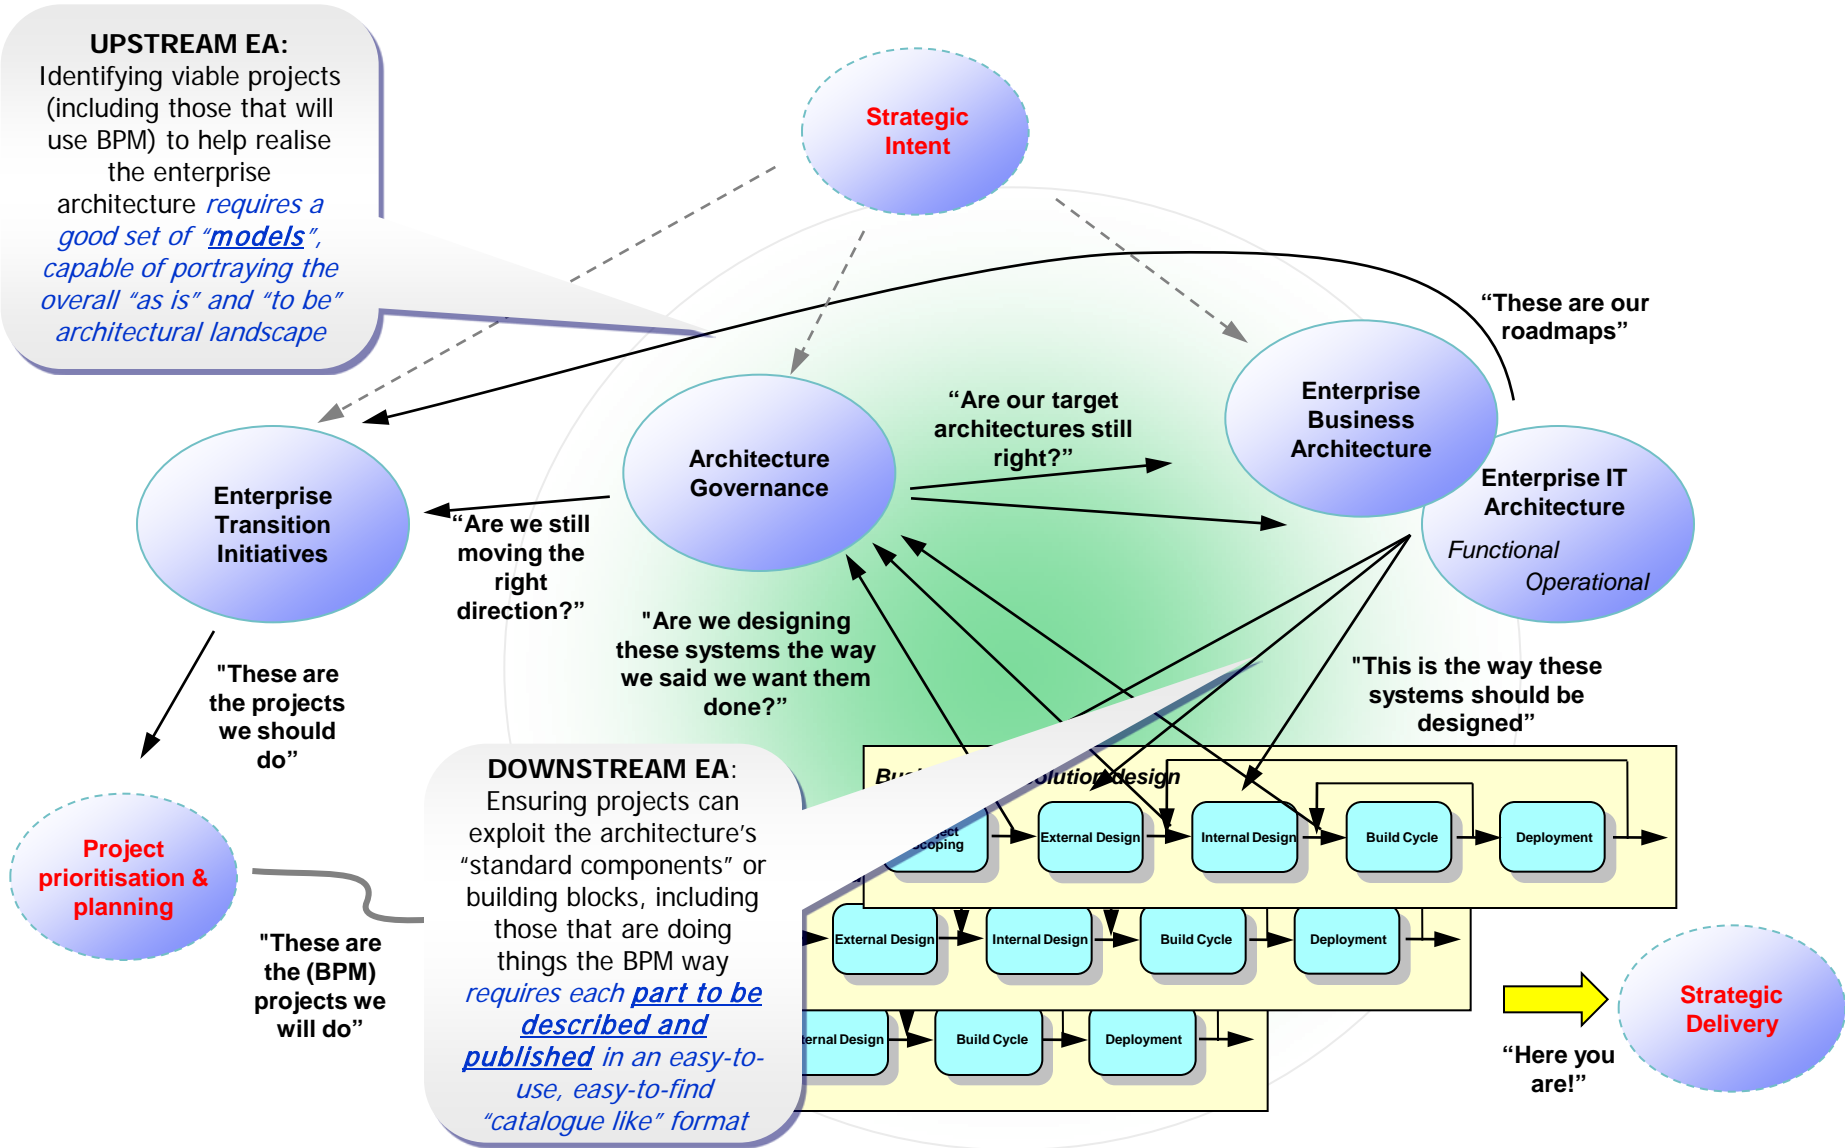 UPSTREAM EA:
Identifying viable projects
(including those that will
use BPM) to help realise
the enterprise
architecture requires a
good set of “models”,
capable of portraying the
overall “as is” and “to be”
architectural landscape
Strategic
Intent
“These are our
roadmaps”
Enterprise
Business
Architecture
Enterprise IT
Architecture
Functional
Operational
“Are our target
architectures still
right?”
Architecture
Governance
Enterprise
Transition
Initiatives
“Are we still
moving the
right
direction?”
"Are we designing
these systems the way
we said we want them
done?”
"This is the way these
systems should be
designed”
"These are
the projects
we should
do”
Project
prioritisation &
planning
"These are
the (BPM)
projects we
will do”
DOWNSTREAM EA:
Ensuring projects can
exploit the architecture’s
“standard components” or
building blocks, including
those that are doing
things the BPM way
requires each part to be
described and
published in an easy-to-
use, easy-to-find
“catalogue like” format
design
External Design
Internal Design
Build Cycle
Deployment
External Design
Internal Design
Build Cycle
Deployment
Design
Build Cycle
Deployment
“Here you
are!”
Strategic
Delivery